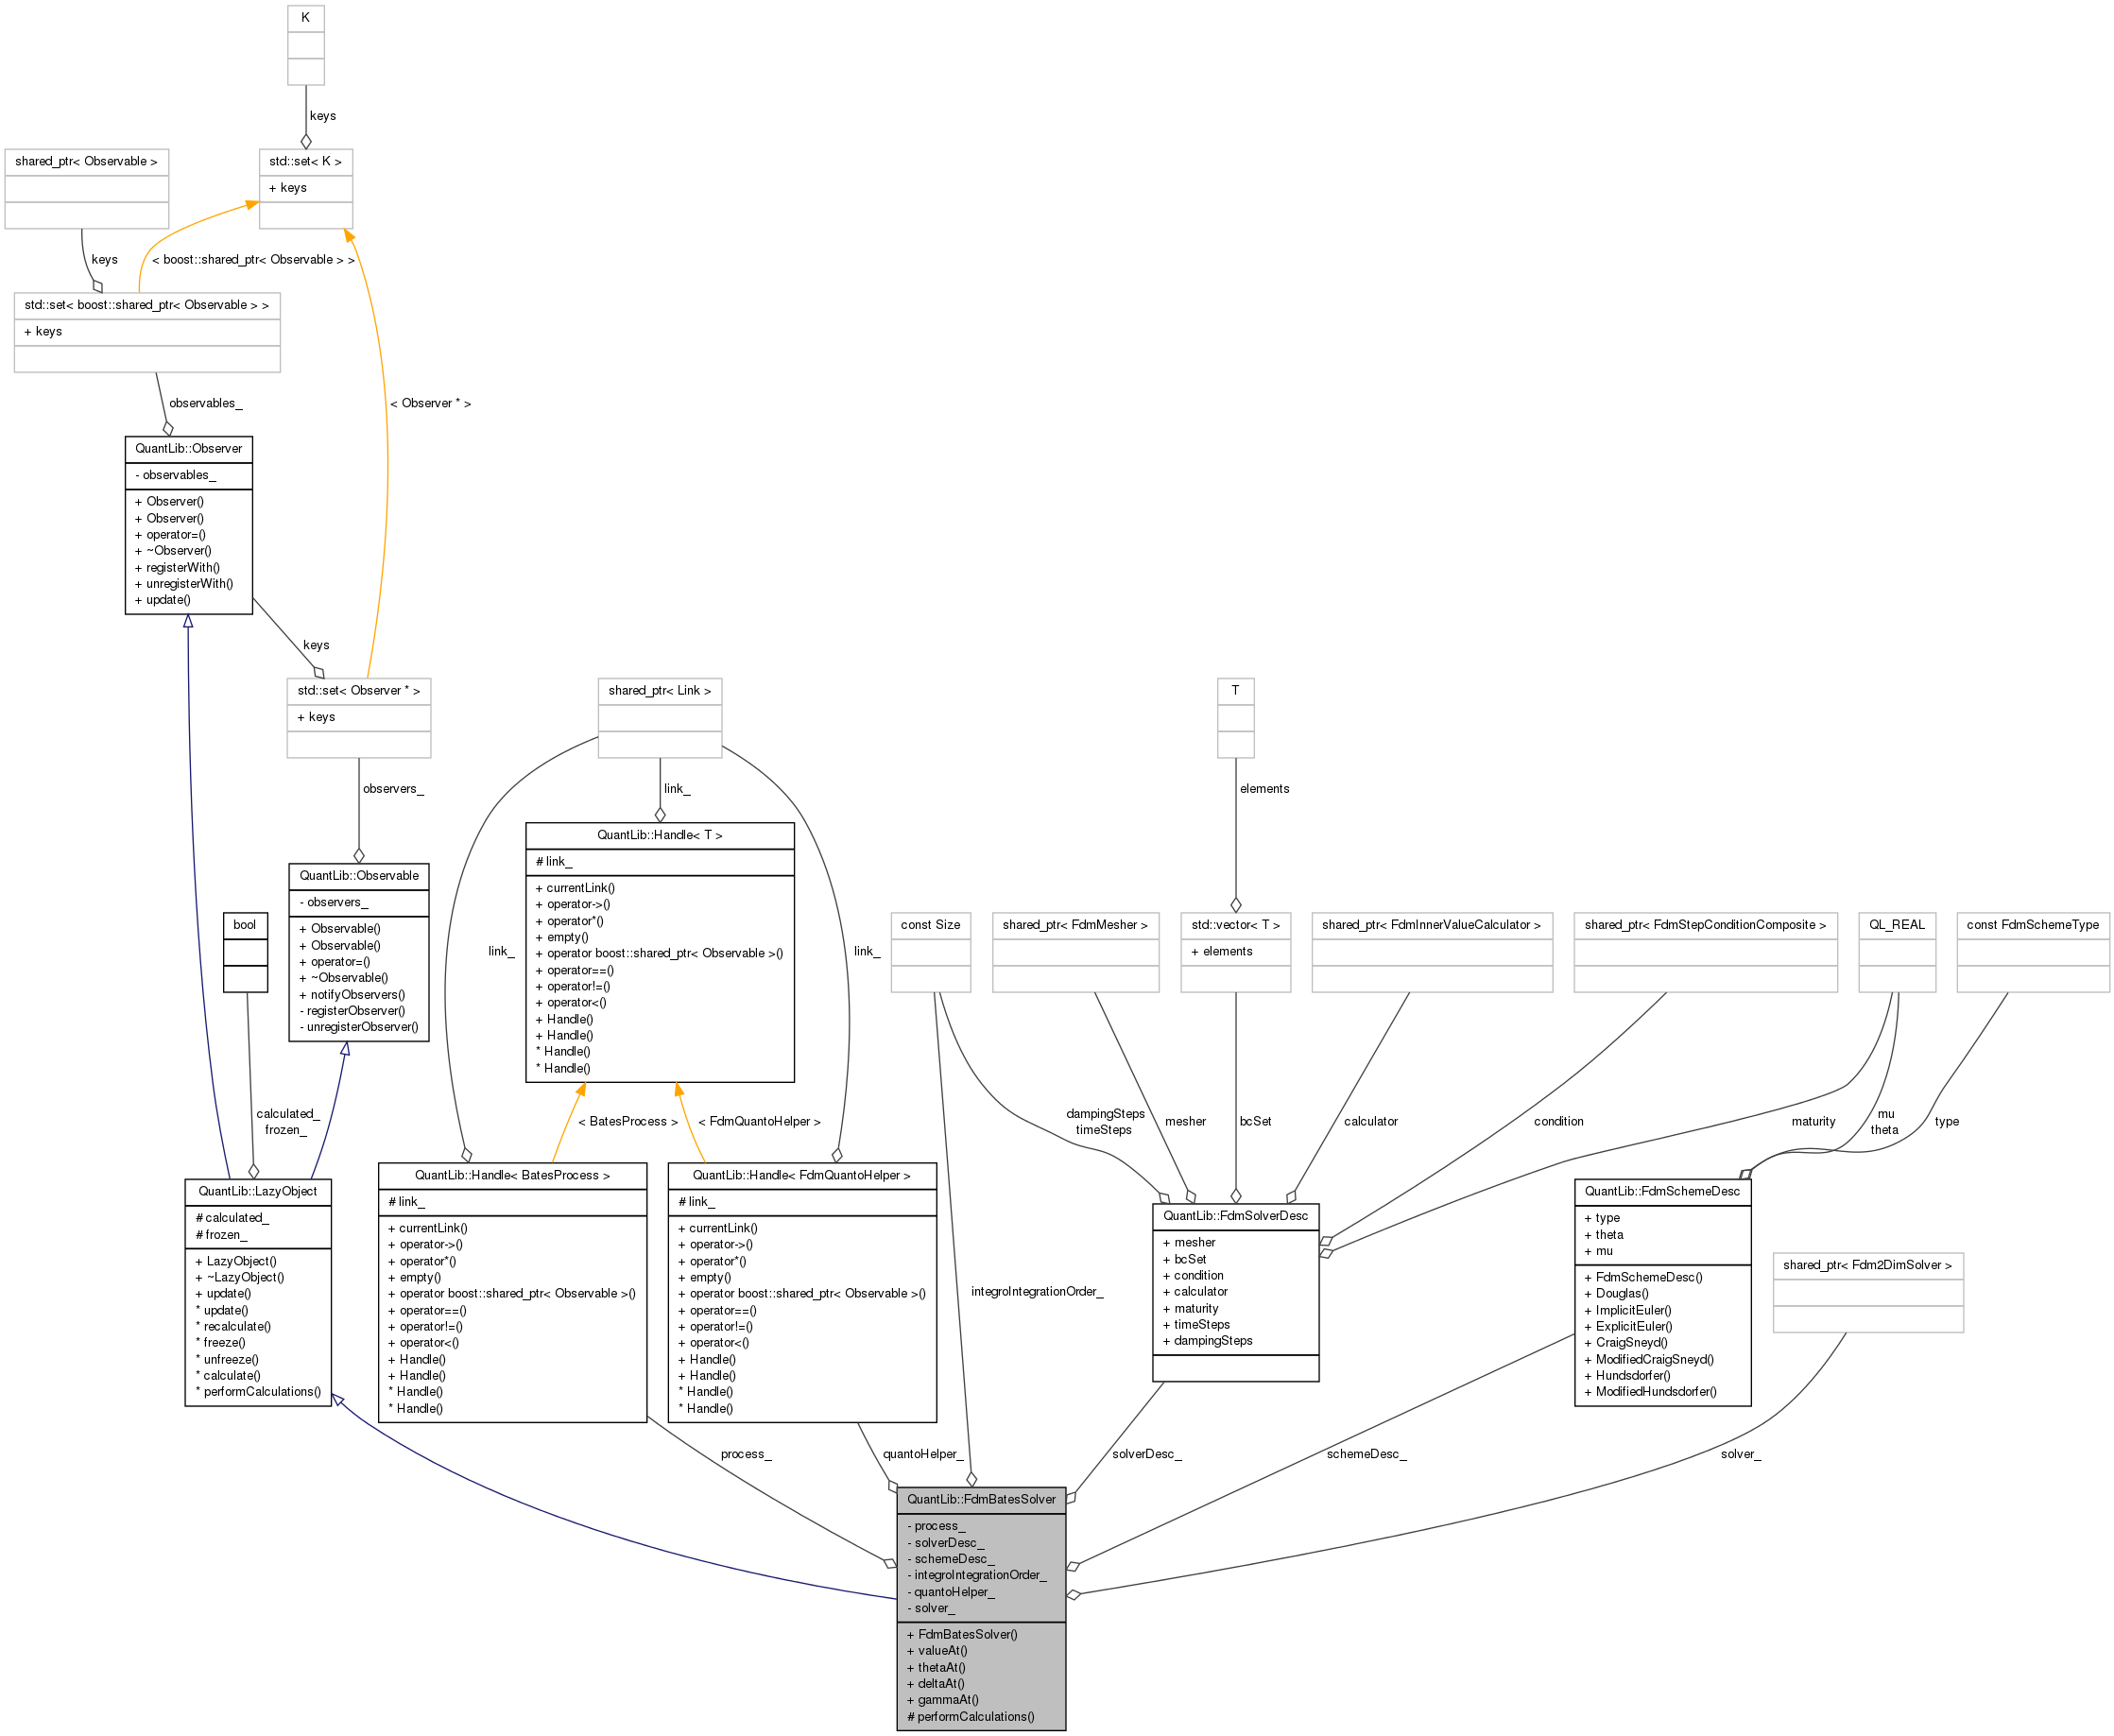 K
keys
shared_ptr< Observable >
std::set< K >
+ keys
keys
< boost::shared_ptr< Observable > >
std::set< boost::shared_ptr< Observable > >
+ keys
observables_
< Observer * >
QuantLib::Observer
- observables_
+ Observer()
+ Observer()
+ operator=()
+ ~Observer()
+ registerWith()
+ unregisterWith()
+ update()
keys
std::set< Observer * >
+ keys
shared_ptr< Link >
T
observers_
link_
elements
QuantLib::Handle< T >
# link_
+ currentLink()
+ operator->()
+ operator*()
+ empty()
+ operator boost::shared_ptr< Observable >()
+ operator==()
+ operator!=()
+ operator<()
+ Handle()
+ Handle()
* Handle()
* Handle()
QuantLib::Observable
- observers_
+ Observable()
+ Observable()
+ operator=()
+ ~Observable()
+ notifyObservers()
- registerObserver()
- unregisterObserver()
bool
link_
link_
const Size
shared_ptr< FdmMesher >
std::vector< T >
+ elements
shared_ptr< FdmInnerValueCalculator >
shared_ptr< FdmStepConditionComposite >
QL_REAL
const FdmSchemeType
calculated_
frozen_
< BatesProcess >
< FdmQuantoHelper >
dampingSteps
timeSteps
mesher
bcSet
calculator
condition
maturity
mu
theta
type
QuantLib::LazyObject
# calculated_
# frozen_
+ LazyObject()
+ ~LazyObject()
+ update()
* update()
* recalculate()
* freeze()
* unfreeze()
* calculate()
* performCalculations()
QuantLib::Handle< BatesProcess >
# link_
+ currentLink()
+ operator->()
+ operator*()
+ empty()
+ operator boost::shared_ptr< Observable >()
+ operator==()
+ operator!=()
+ operator<()
+ Handle()
+ Handle()
* Handle()
* Handle()
QuantLib::Handle< FdmQuantoHelper >
# link_
+ currentLink()
+ operator->()
+ operator*()
+ empty()
+ operator boost::shared_ptr< Observable >()
+ operator==()
+ operator!=()
+ operator<()
+ Handle()
+ Handle()
* Handle()
* Handle()
integroIntegrationOrder_
QuantLib::FdmSolverDesc
+ mesher
+ bcSet
+ condition
+ calculator
+ maturity
+ timeSteps
+ dampingSteps
QuantLib::FdmSchemeDesc
+ type
+ theta
+ mu
+ FdmSchemeDesc()
+ Douglas()
+ ImplicitEuler()
+ ExplicitEuler()
+ CraigSneyd()
+ ModifiedCraigSneyd()
+ Hundsdorfer()
+ ModifiedHundsdorfer()
shared_ptr< Fdm2DimSolver >
process_
quantoHelper_
solverDesc_
schemeDesc_
solver_
QuantLib::FdmBatesSolver
- process_
- solverDesc_
- schemeDesc_
- integroIntegrationOrder_
- quantoHelper_
- solver_
+ FdmBatesSolver()
+ valueAt()
+ thetaAt()
+ deltaAt()
+ gammaAt()
# performCalculations()